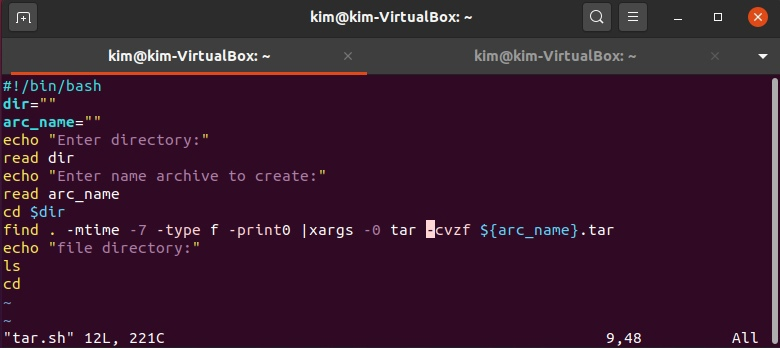 kim@kim-VirtualBox: ~
kim@kim-VirtualBox: ~ × kim@kim-VirtualBox: ~ ×
#!/bin/bash
dir=""
arc_name=""
echo "Enter directory:"
read dir
echo "Enter name archive to create:"
read arc_name
cd $dir
find . -mtime -7 -type f -print0 |xargs -0 tar -cvzf ${arc_name}.tar
echo "file directory:"
ls
cd
~
~
"tar.sh" 12L, 221C 9,48 All